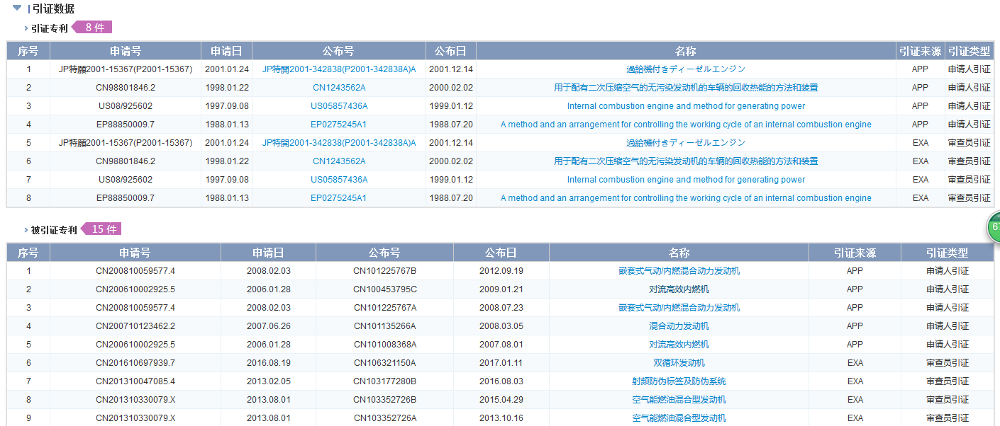 引证数据
引证专利 8 件
序号 申请号 申请日 公布号 公布日 名称 引证来源 引证类型
1 JP特願2001-15367(P2001-15367) 2001.01.24 JP特開2001-342838(P2001-342838A)A 2001.12.14 過給機付きディーゼルエンジン APP 申请人引证
2 CN98801846.2 1998.01.22 CN1243562A 2000.02.02 用于配有二次压缩空气的无污染发动机的车辆的回收热能的方法和装置 APP 申请人引证
3 US08/925602 1997.09.08 US05857436A 1999.01.12 Internal combustion engine and method for generating power APP 申请人引证
4 EP88850009.7 1988.01.13 EP0275245A1 1988.07.20 A method and an arrangement for controlling the working cycle of an internal combustion engine APP 申请人引证
5 JP特願2001-15367(P2001-15367) 2001.01.24 JP特開2001-342838(P2001-342838A)A 2001.12.14 過給機付きディーゼルエンジン EXA 审查员引证
6 CN98801846.2 1998.01.22 CN1243562A 2000.02.02 用于配有二次压缩空气的无污染发动机的车辆的回收热能的方法和装置 EXA 审查员引证
7 US08/925602 1997.09.08 US05857436A 1999.01.12 Internal combustion engine and method for generating power EXA 审查员引证
8 EP88850009.7 1988.01.13 EP0275245A1 1988.07.20 A method and an arrangement for controlling the working cycle of an internal combustion engine EXA 审查员引证
被引证专利 15 件
序号 申请号 申请日 公布号 公布日 名称 引证来源 引证类型
1 CN200810059577.4 2008.02.03 CN101225767B 2012.09.19 嵌套式气动/内燃混合动力发动机 APP 申请人引证
2 CN200610002925.5 2006.01.28 CN100453795C 2009.01.21 对流高效内燃机 APP 申请人引证
3 CN200810059577.4 2008.02.03 CN101225767A 2008.07.23 嵌套式气动/内燃混合动力发动机 APP 申请人引证
4 CN200710123462.2 2007.06.26 CN101135266A 2008.03.05 混合动力发动机 APP 申请人引证
5 CN200610002925.5 2006.01.28 CN101008368A 2007.08.01 对流高效内燃机 APP 申请人引证
6 CN201610697939.7 2016.08.19 CN106321150A 2017.01.11 双循环发动机 EXA 审查员引证
7 CN201310047085.4 2013.02.05 CN103177280B 2016.08.03 射频防伪标签及防伪系统 EXA 审查员引证
8 CN201310330079.X 2013.08.01 CN103352726B 2015.04.29 空气能燃油混合型发动机 EXA 审查员引证
9 CN201310330079.X 2013.08.01 CN103352726A 2013.10.16 空气能燃油混合型发动机 EXA 审查员引证